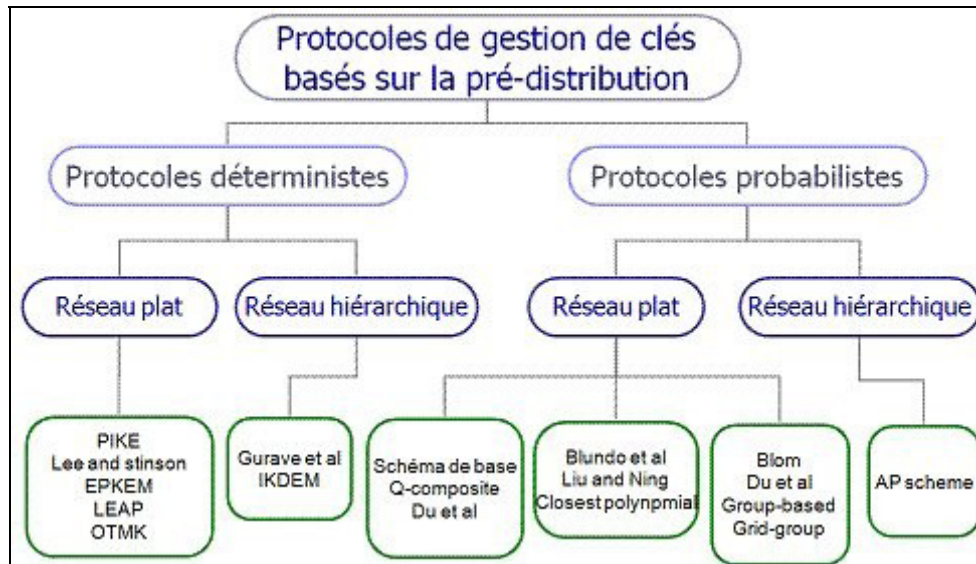 Protocoles de gestion de clés
basés sur la pré-distribution
Protocoles déterministes
Protocoles probabilistes
Réseau plat
Réseau hiérarchique
Réseau plat
Réseau hiérarchique
PIKE
Lee and stinson
EPKEM
LEAP
OTMK
Gurave et al
IKDEM
Schéma de base
Q-composite
Du et al
Blundo et al
Liu and Ning
Closest polynpmial
Blom
Du et al
Group-based
Grid-group
AP scheme